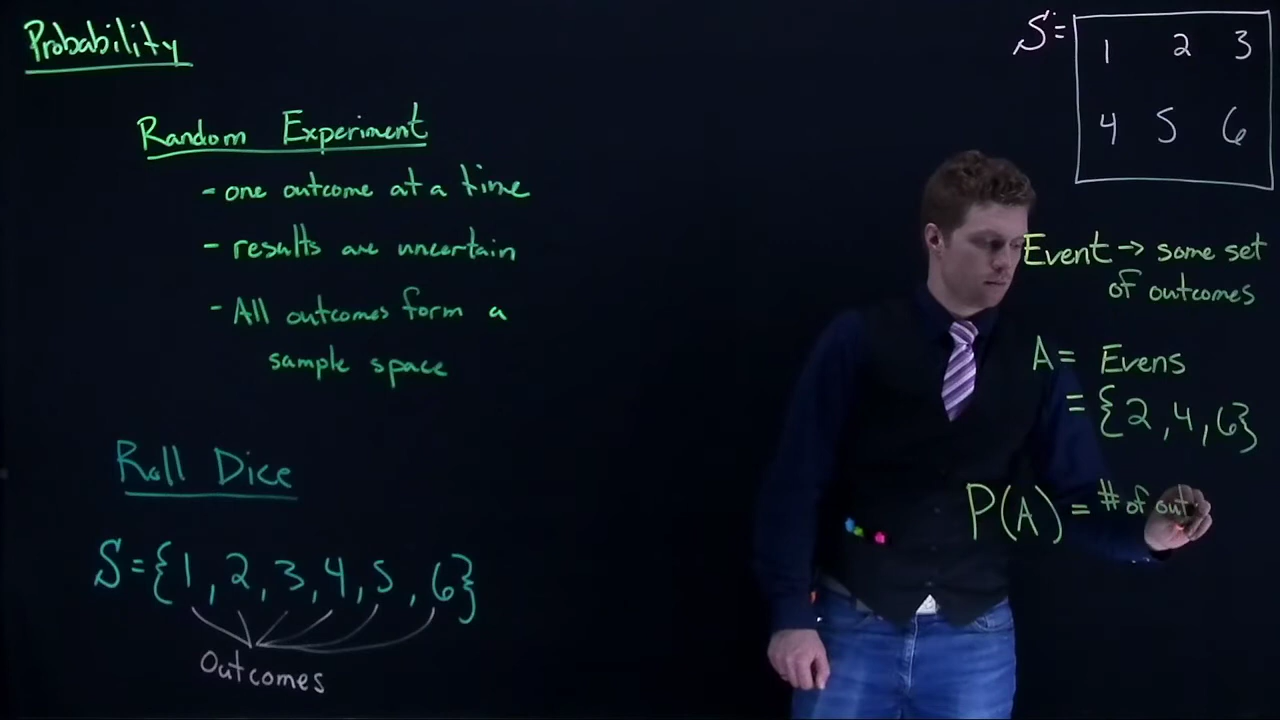 Probability
Random Experiment
- one outcome at a time
- results are uncertain
- All outcomes form a
sample space
Roll Dice
S={1,2,3,4,5,6}
Outcomes
S=
1 2 3
4 5 6
Event → some set
of outcomes
A= Evens
={2,4,6}
P(A) = # of out